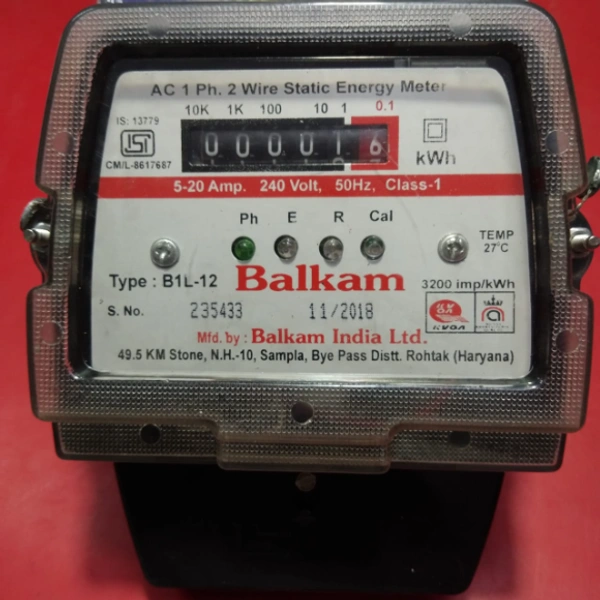 AC 1 Ph. 2 Wire Static Energy Meter
10K 1K 100 10 1 0.1
IS: 13779
ISI
CM/L-8617687
0 0 0 0 1 6
kWh
5-20 Amp. 240 Volt, 50Hz, Class-1
Ph E R Cal
TEMP
27°C
Type : B1L-12 Balkam 3200 imp/kWh
S. No. 235433 11/2018
KVQA
Mfd. by : Balkam India Ltd.
49.5 KM Stone, N.H.-10, Sampla, Bye Pass Distt. Rohtak (Haryana)